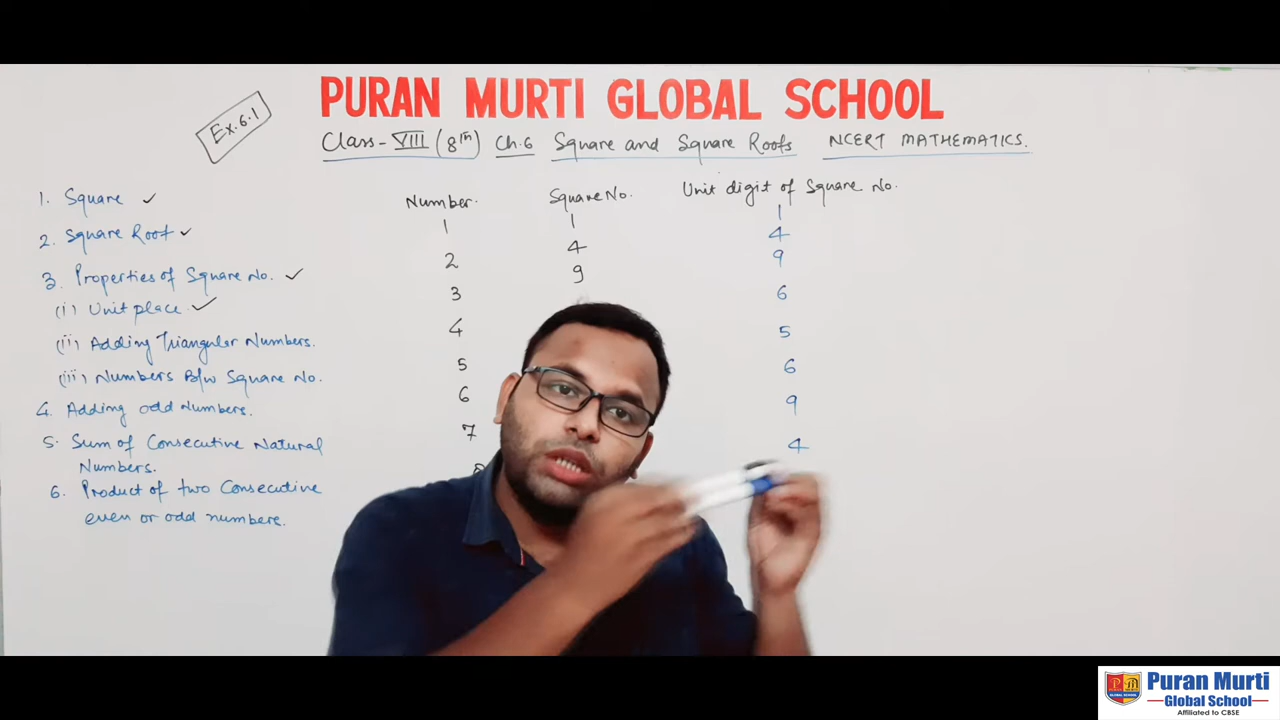 PURAN MURTI GLOBAL SCHOOL
Ex.6.1
Class-VIII (8th) Ch.6 Square and Square Roots NCERT MATHEMATICS.
1. Square ✓
2. Square Root ✓
3. Properties of Square No. ✓
(i) Unit place ✓
(ii) Adding Triangular Numbers.
(iii) Numbers B/w Square No.
4. Adding odd Numbers.
5. Sum of Consecutive Natural
Numbers.
6. Product of two Consecutive
even or odd numbers.
Number. Square No. Unit digit of Square No.
1 1 1
2 4 4
3 9 9
4 6
5 5
6 6
7 9
8 4
Puran Murti
Global School
Affiliated to CBSE